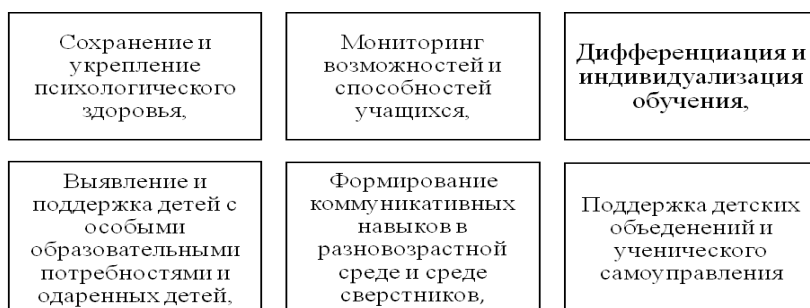 Сохранение и
укрепление
психологического
здоровья,
Мониторинг
возможностей и
способностей
учащихся,
Дифференциация и
индивидуализация
обучения,
Выявление и
поддержка детей с
особыми
образовательными
потребностями и
одаренных детей,
Формирование
коммуникативных
навыков в
разновозрастной
среде и среде
сверстников,
Поддержка детских
объеденений и
ученического
самоуправления